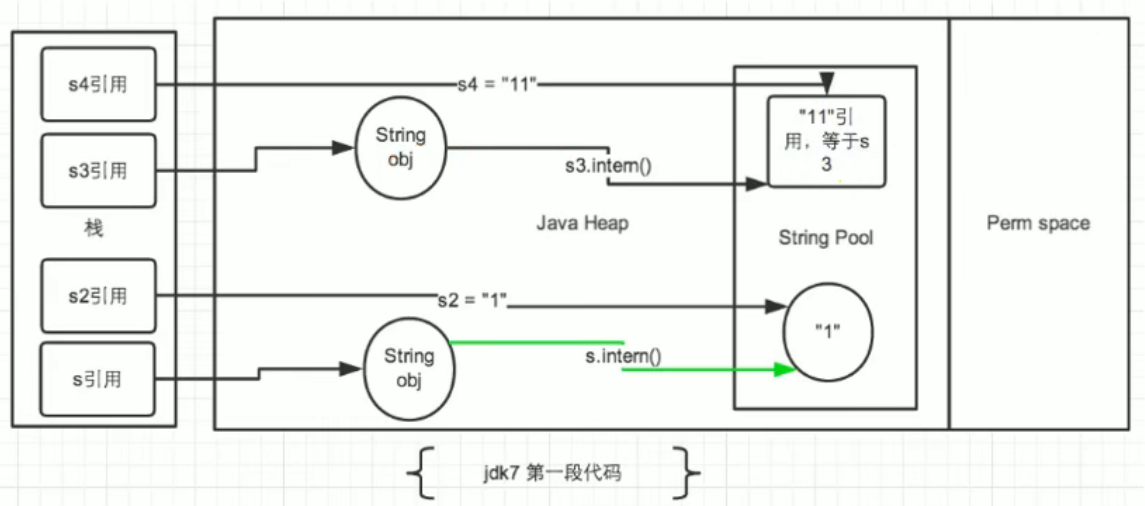 s4引用
s4 = "11"
"11"引
用，等于s
3
String
obj
s3引用
s3.intern()
栈
Java Heap
String Pool
Perm space
s2引用
s2 = "1"
"1"
String
obj
s.intern()
s引用
jdk7 第一段代码